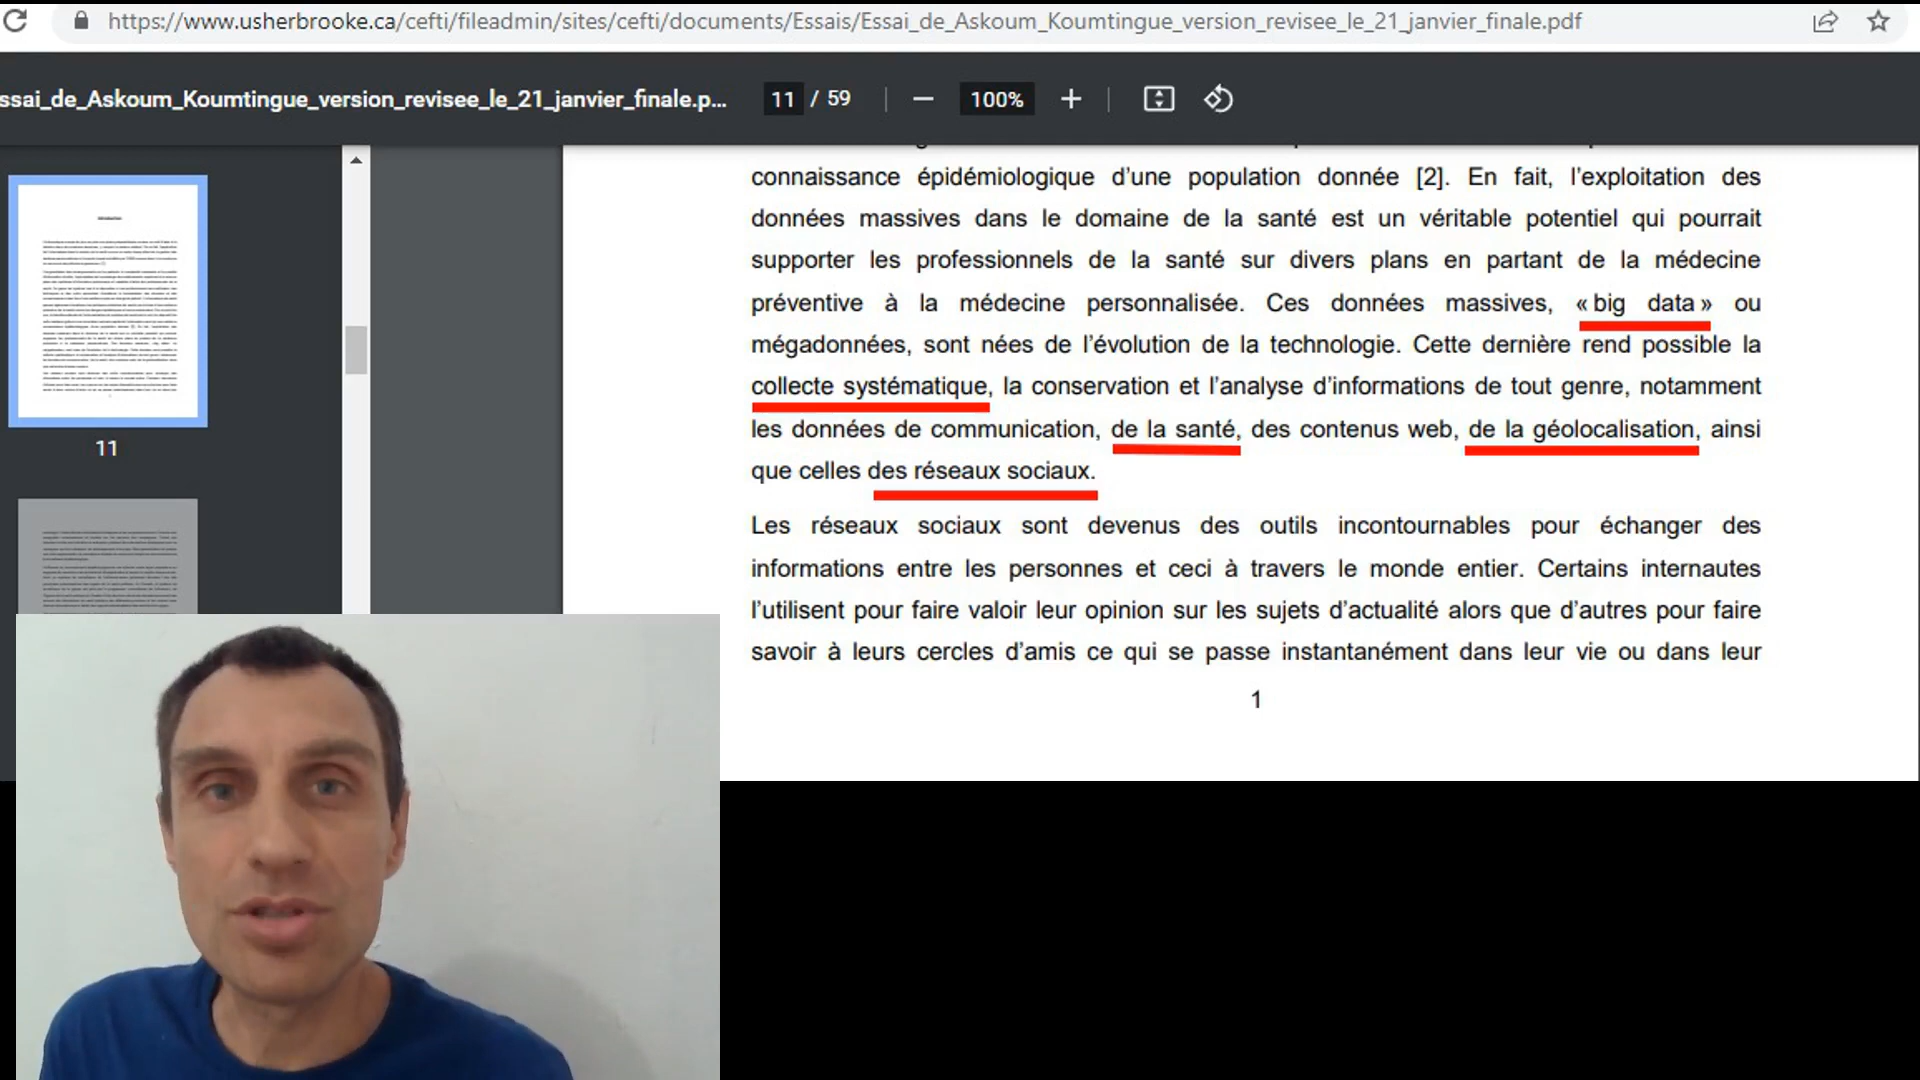 https://www.usherbrooke.ca/cefti/fileadmin/sites/cefti/documents/Essais/Essai_de_Askoum_Koumtingue_version_revisee_le_21_janvier_finale.pdf
ssai_de_Askoum_Koumtingue_version_revisee_le_21_janvier_finale.p...
11 / 59
100%
connaissance épidémiologique d’une population donnée [2]. En fait, l’exploitation des
données massives dans le domaine de la santé est un véritable potentiel qui pourrait
supporter les professionnels de la santé sur divers plans en partant de la médecine
préventive à la médecine personnalisée. Ces données massives, « big data » ou
mégadonnées, sont nées de l’évolution de la technologie. Cette dernière rend possible la
collecte systématique, la conservation et l’analyse d’informations de tout genre, notamment
les données de communication, de la santé, des contenus web, de la géolocalisation, ainsi
que celles des réseaux sociaux.
Les réseaux sociaux sont devenus des outils incontournables pour échanger des
informations entre les personnes et ceci à travers le monde entier. Certains internautes
l’utilisent pour faire valoir leur opinion sur les sujets d’actualité alors que d’autres pour faire
savoir à leurs cercles d’amis ce qui se passe instantanément dans leur vie ou dans leur
1
11